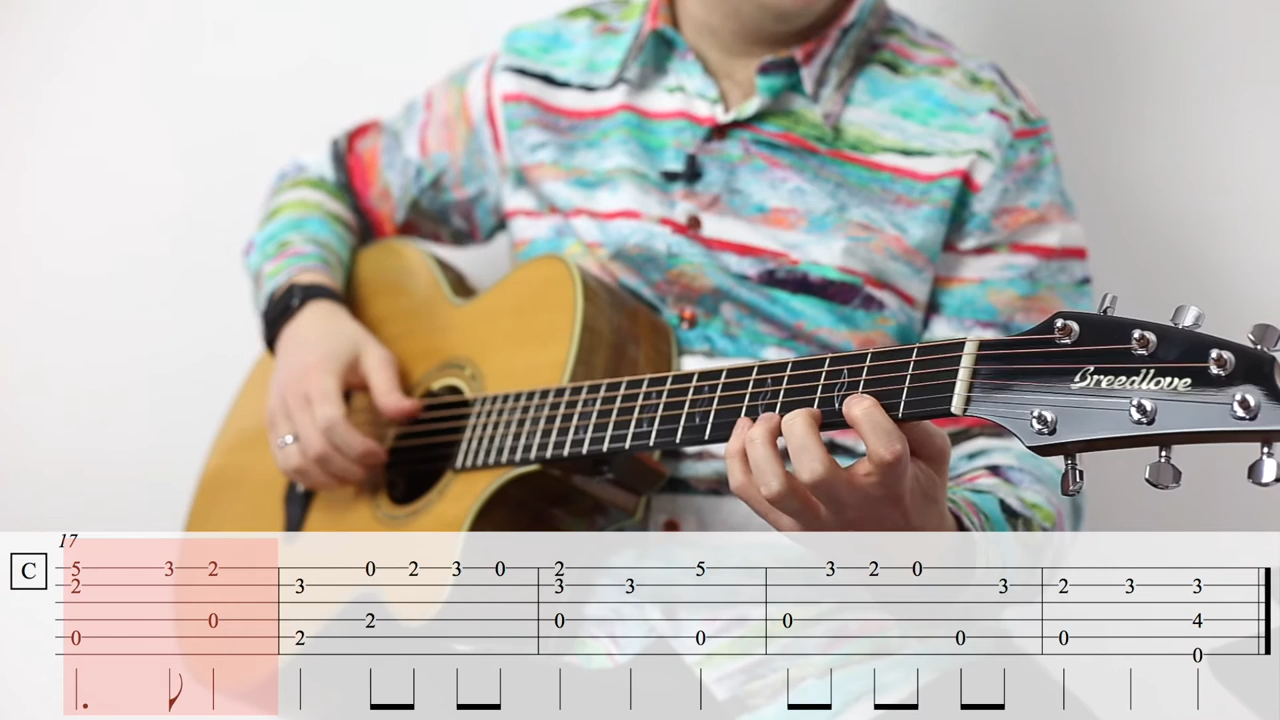 Breedlove
17
C
5 3 2 0 2 3 0 2 5 3 2 0
2 3 3 3 3 2 3 3
0 2 0 0 4
0 2 0 0 0
0